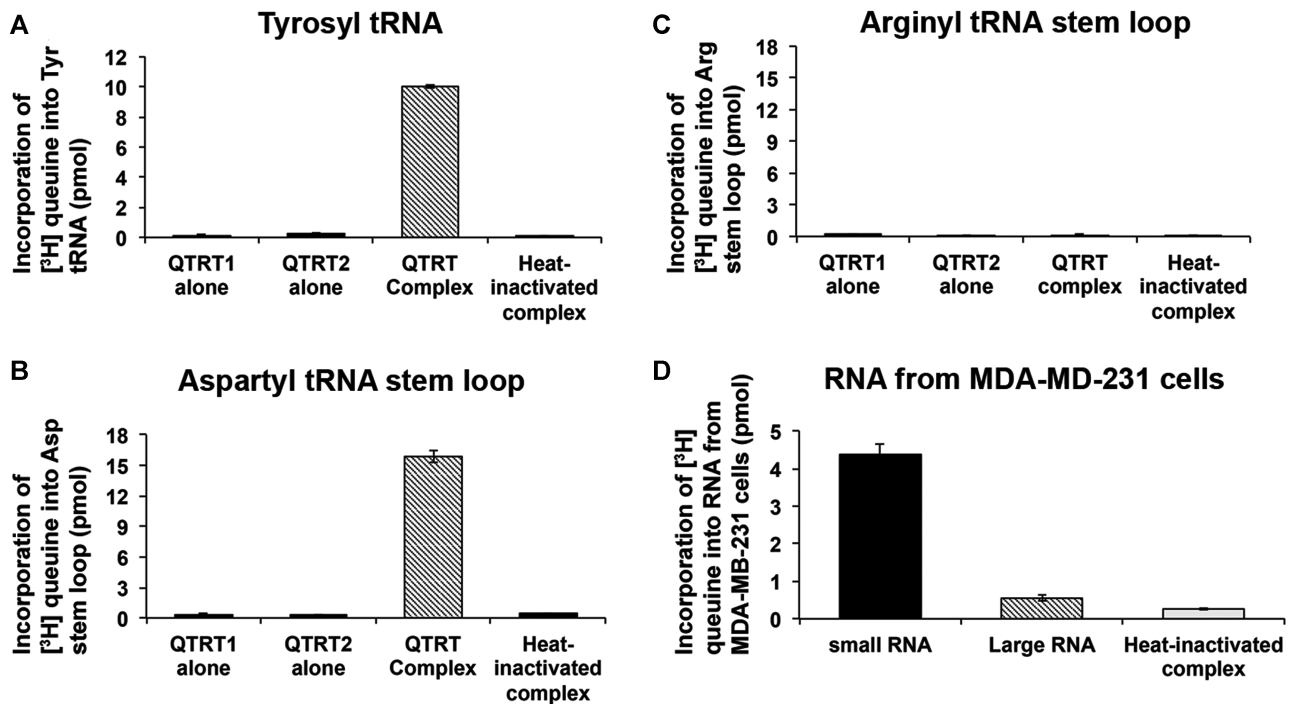 A
Tyrosyl tRNA
Incorporation of
[³H] queuine into Tyr
tRNA (pmol)
12
10
8
6
4
2
0
QTRT1
alone
QTRT2
alone
QTRT
Complex
Heat-
inactivated
complex
C
Arginyl tRNA stem loop
Incorporation of
[³H] queuine into Arg
stem loop (pmol)
18
15
12
9
6
3
0
QTRT1
alone
QTRT2
alone
QTRT
complex
Heat-
inactivated
complex
B
Aspartyl tRNA stem loop
Incorporation of
[³H] queuine into Asp
stem loop (pmol)
18
15
12
9
6
3
0
QTRT1
alone
QTRT2
alone
QTRT
Complex
Heat-
inactivated
complex
D
RNA from MDA-MD-231 cells
Incorporation of [³H]
queuine into RNA from
MDA-MB-231 cells (pmol)
5
4
3
2
1
0
small RNA
Large RNA
Heat-inactivated
complex